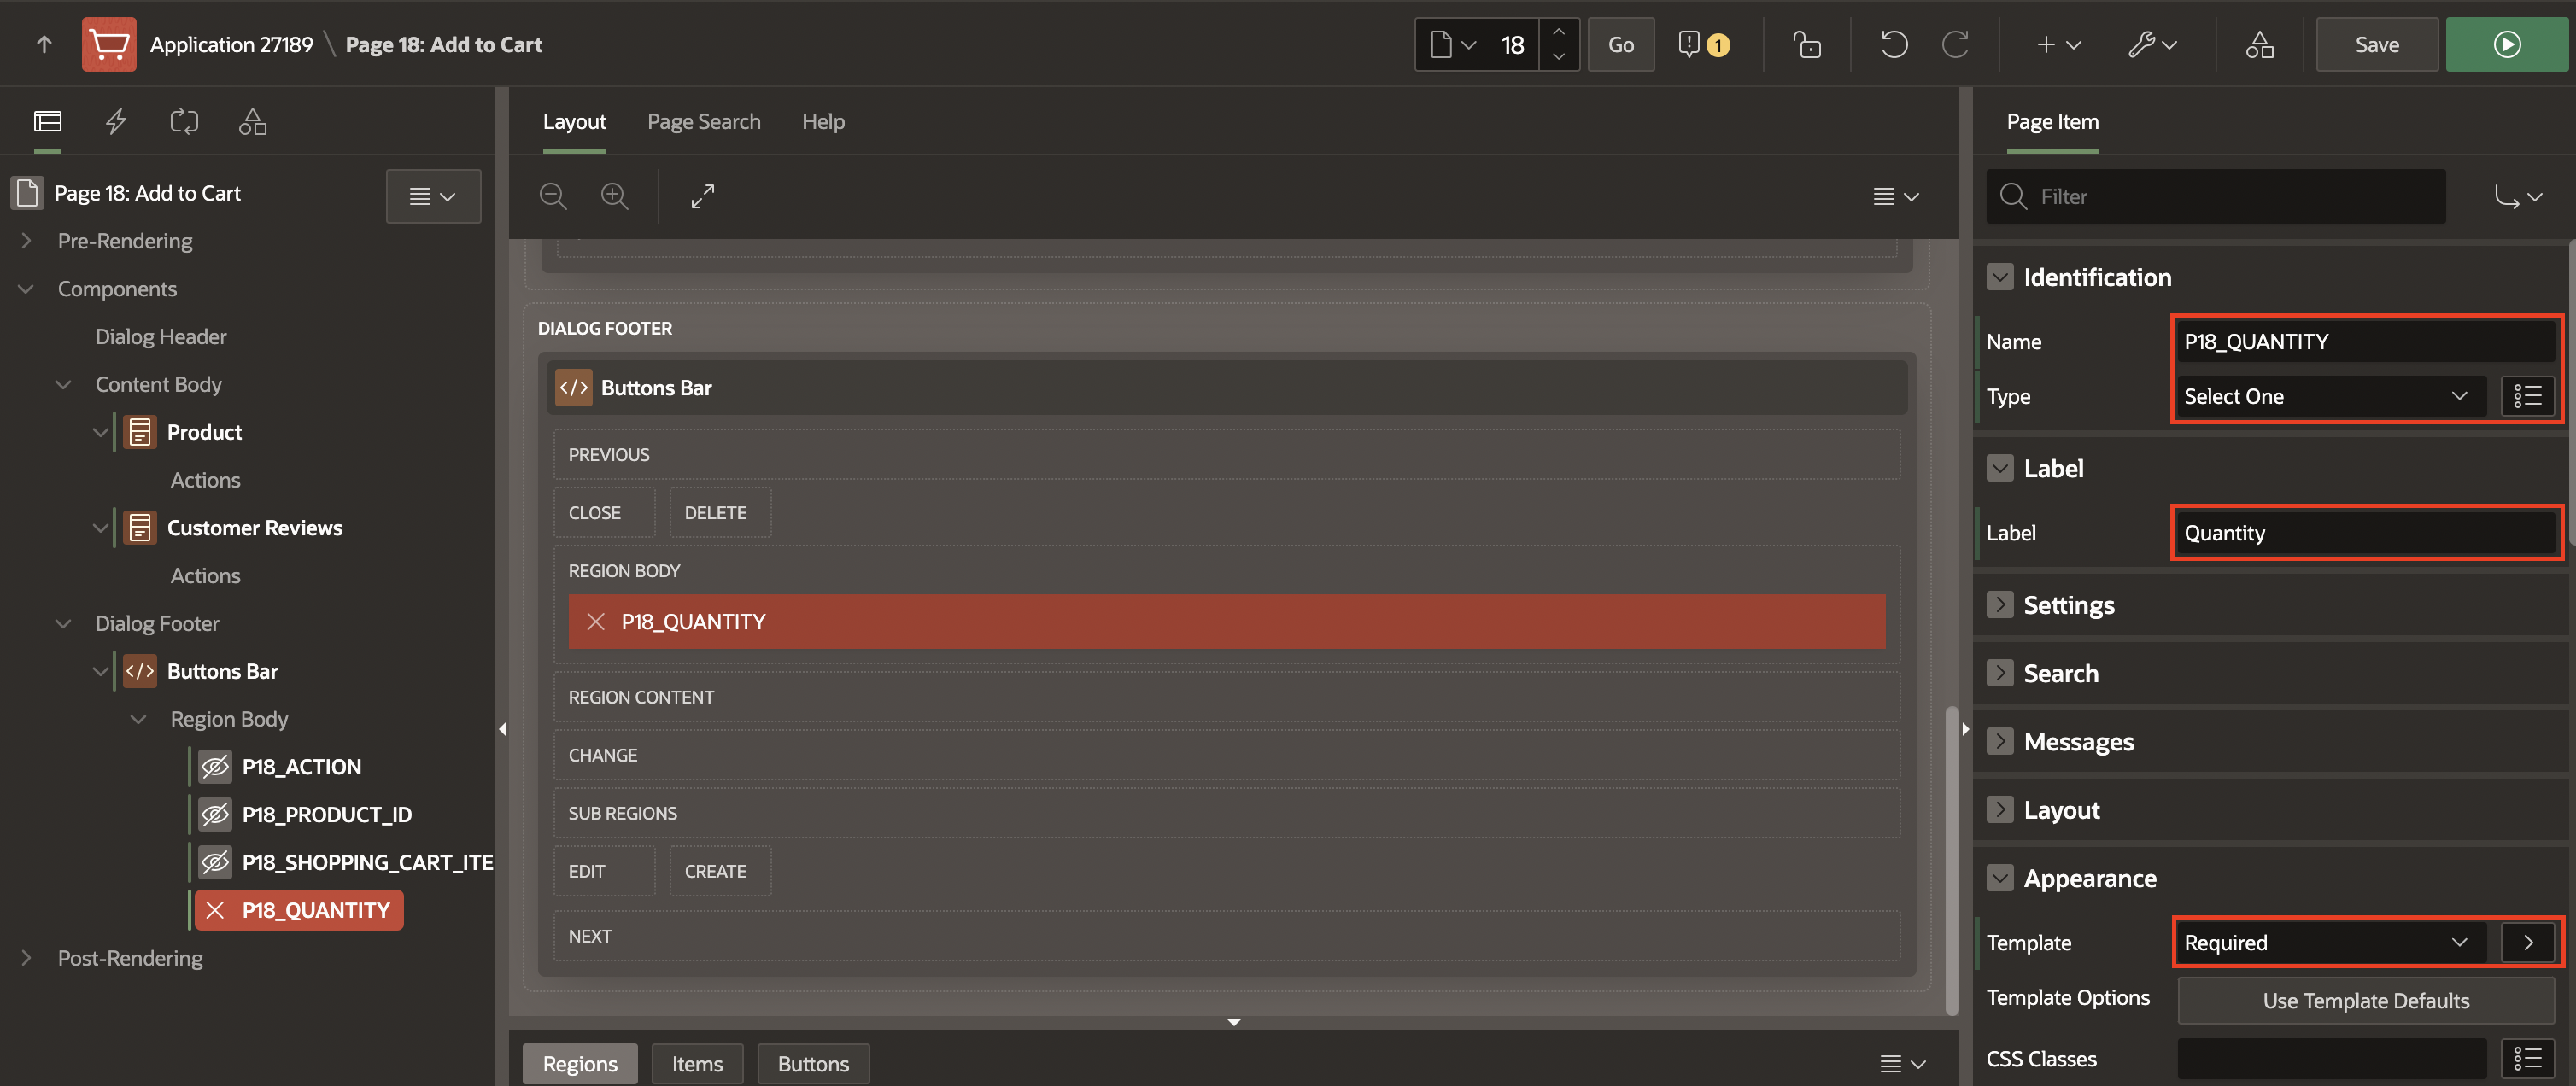 Application 27189 \ Page 18: Add to Cart
18
Go
1
Save
Page 18: Add to Cart
Pre-Rendering
Components
Dialog Header
Content Body
Product
Actions
Customer Reviews
Actions
Dialog Footer
Buttons Bar
Region Body
P18_ACTION
P18_PRODUCT_ID
P18_SHOPPING_CART_ITE
P18_QUANTITY
Post-Rendering
Layout Page Search Help
DIALOG FOOTER
</> Buttons Bar
PREVIOUS
CLOSE DELETE
REGION BODY
P18_QUANTITY
REGION CONTENT
CHANGE
SUB REGIONS
EDIT CREATE
NEXT
Regions Items Buttons
Page Item
Filter
Identification
Name P18_QUANTITY
Type Select One
Label
Label Quantity
Settings
Search
Messages
Layout
Appearance
Template Required
Template Options Use Template Defaults
CSS Classes